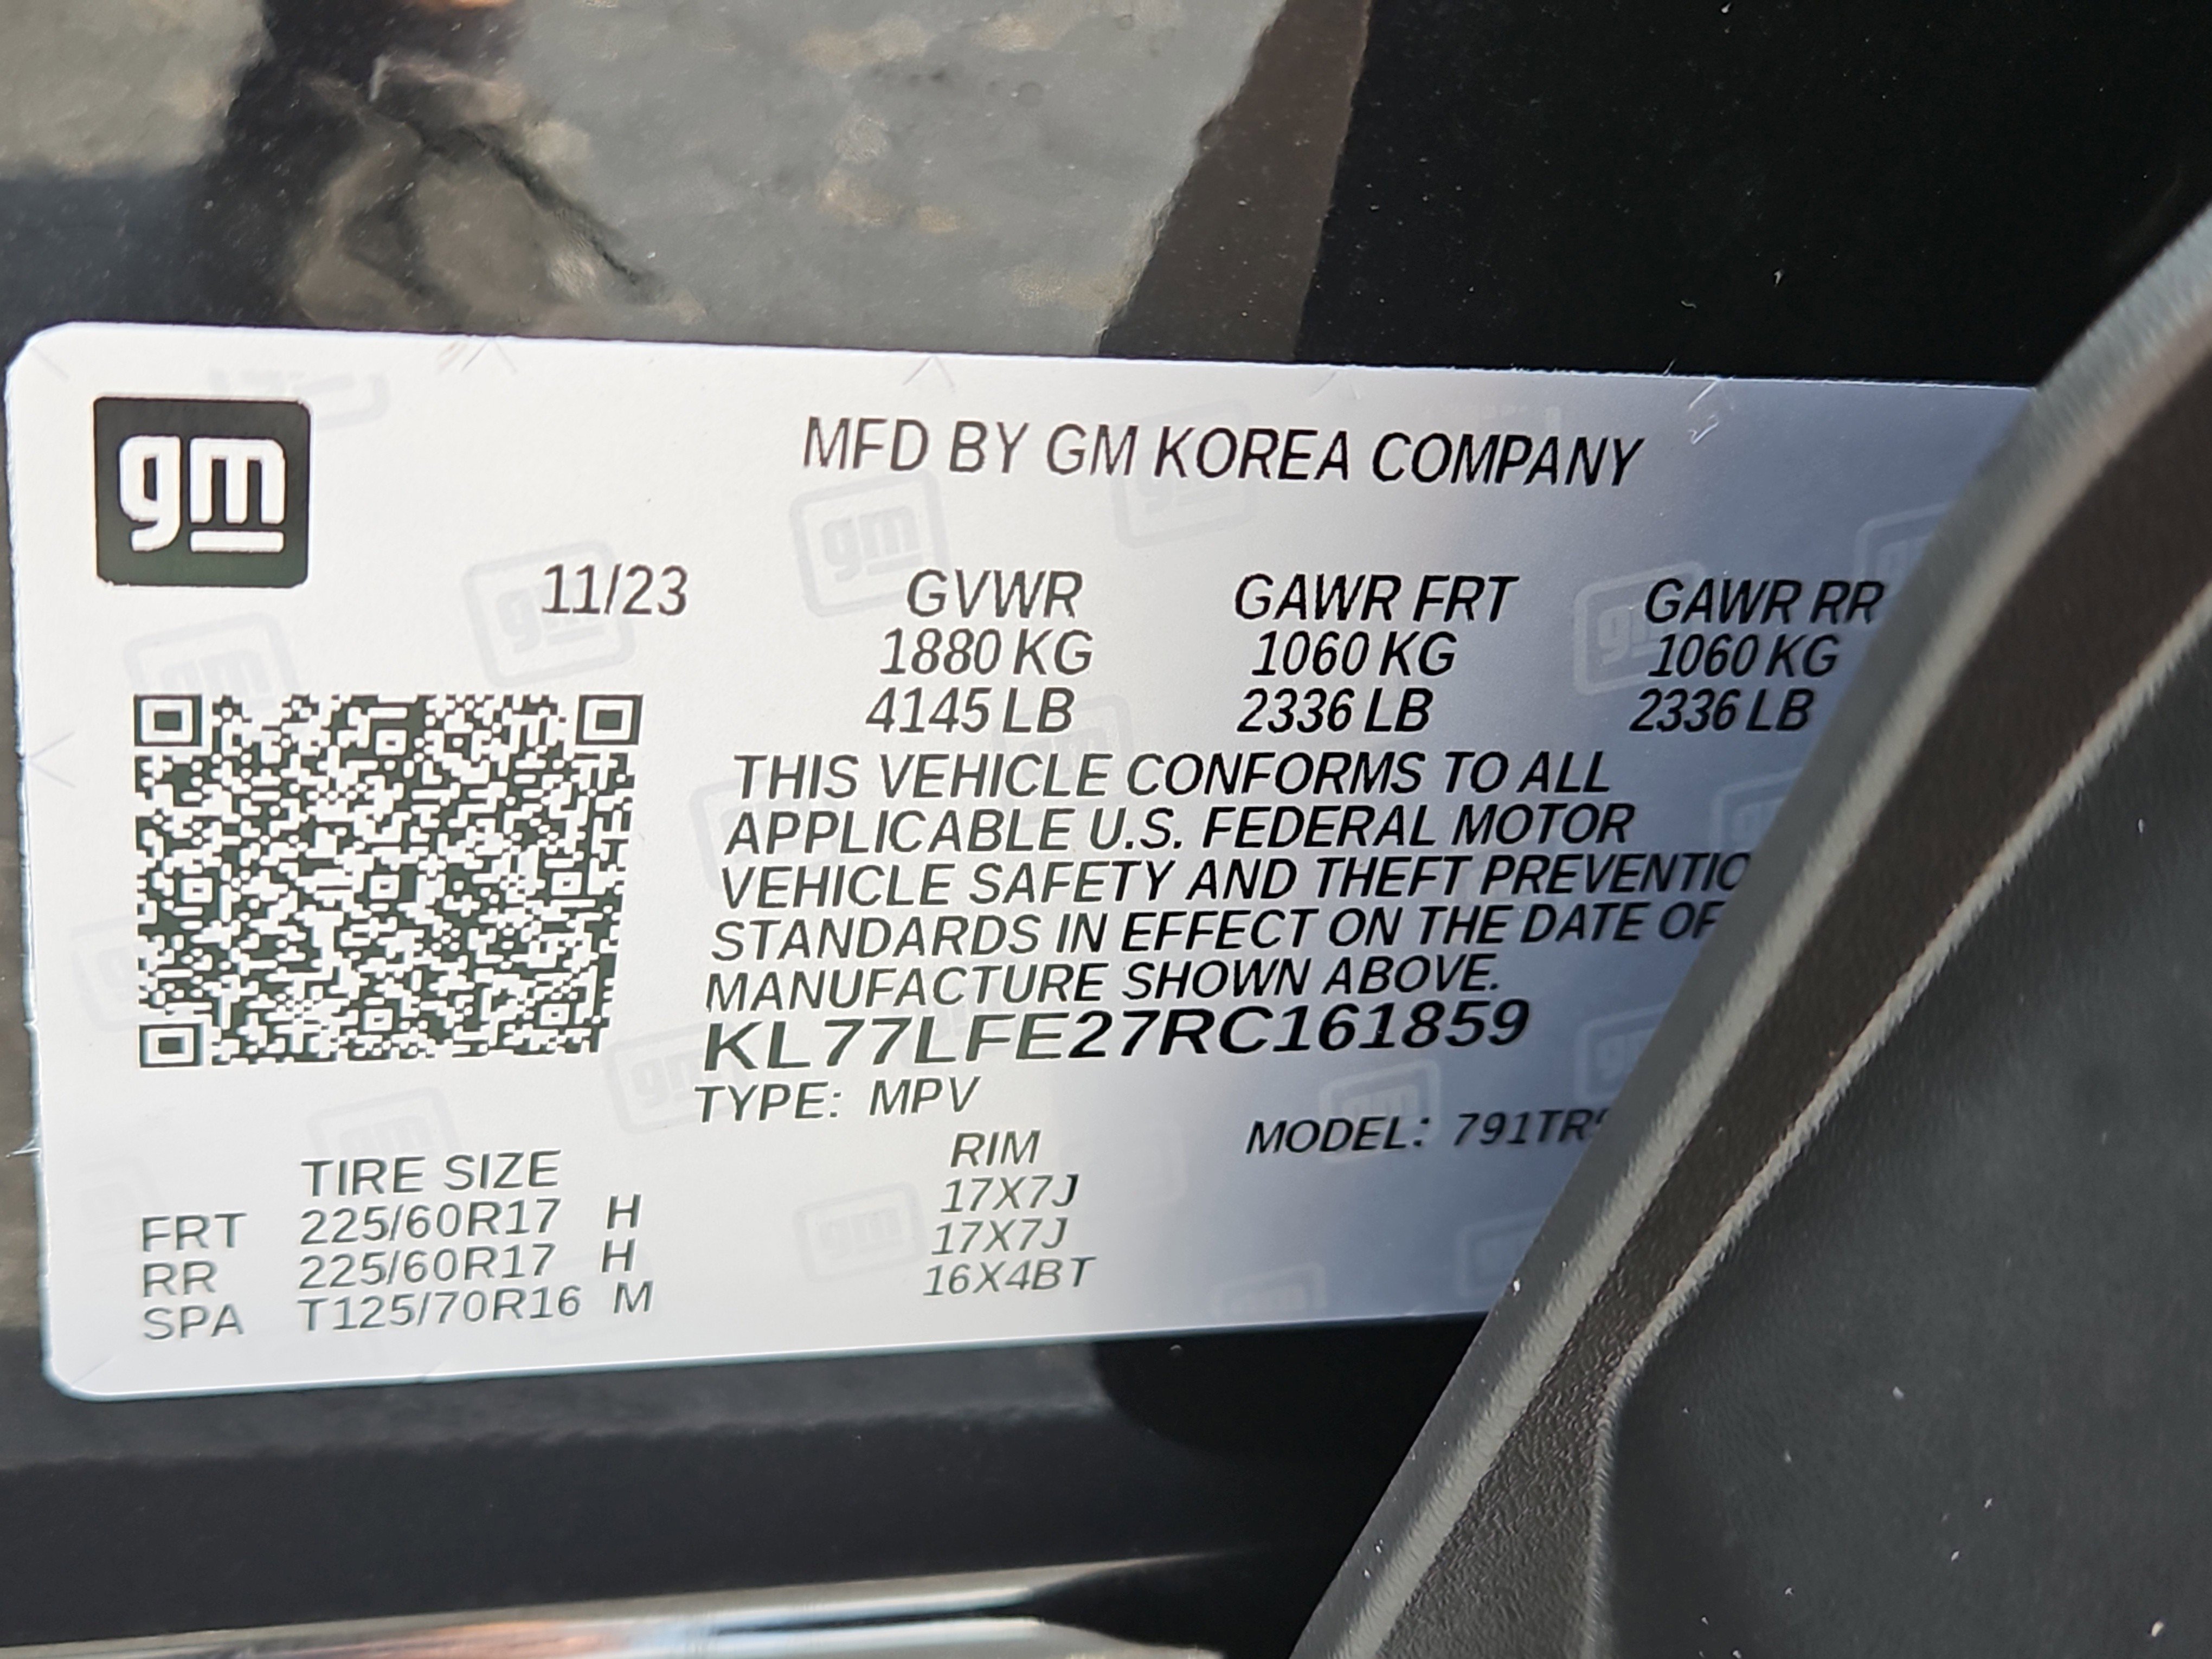 gm
MFD BY GM KOREA COMPANY
11/23 GVWR GAWR FRT GAWR RR
1880 KG 1060 KG 1060 KG
4145 LB 2336 LB 2336 LB
THIS VEHICLE CONFORMS TO ALL
APPLICABLE U.S. FEDERAL MOTOR
VEHICLE SAFETY AND THEFT PREVENTIO
STANDARDS IN EFFECT ON THE DATE OF
MANUFACTURE SHOWN ABOVE.
KL77LFE27RC161859
TYPE: MPV
MODEL:
TIRE SIZE RIM
FRT 225/60R17 H 17X7J
RR 225/60R17 H 17X7J
SPA T125/70R16 M 16X4BT